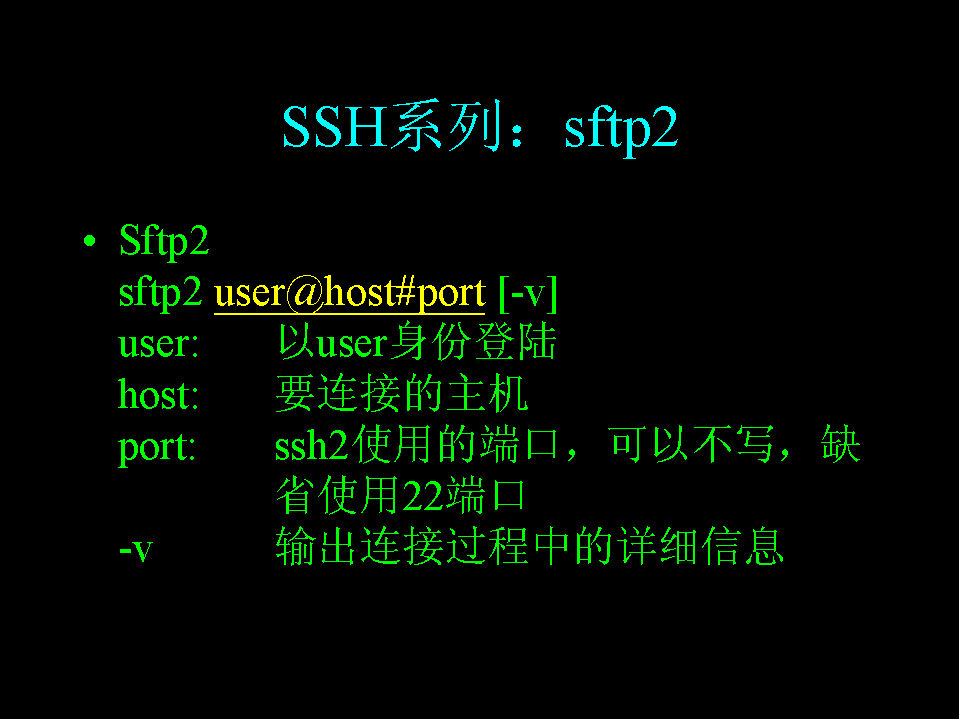 SSH系列：sftp2
• Sftp2
sftp2 user@host#port [-v]
user: 以user身份登陆
host: 要连接的主机
port: ssh2使用的端口，可以不写，缺
省使用22端口
-v 输出连接过程中的详细信息